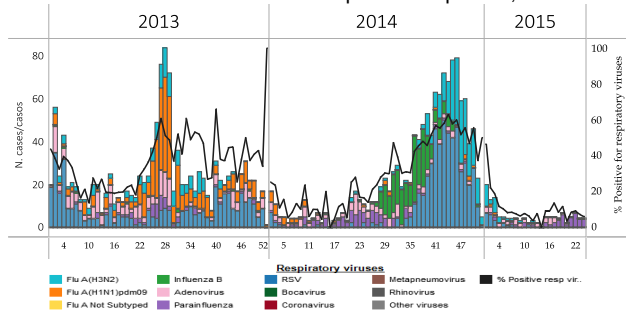 2013 2014 2015
N. cases/casos
80
60
40
20
0
100
80
60
40
20
0
% Positive for Respiratory viruses
4 10 16 22 28 34 40 46 52 5 11 17 23 29 35 41 47 4 10 16 22
Respiratory viruses
Flu A(H3N2) Influenza B RSV Metapneumovirus % Positive resp vir..
Flu A(H1N1)pdm09 Adenovirus Bocavirus Rhinovirus
Flu A Not Subtyped Parainfluenza Coronavirus Other viruses